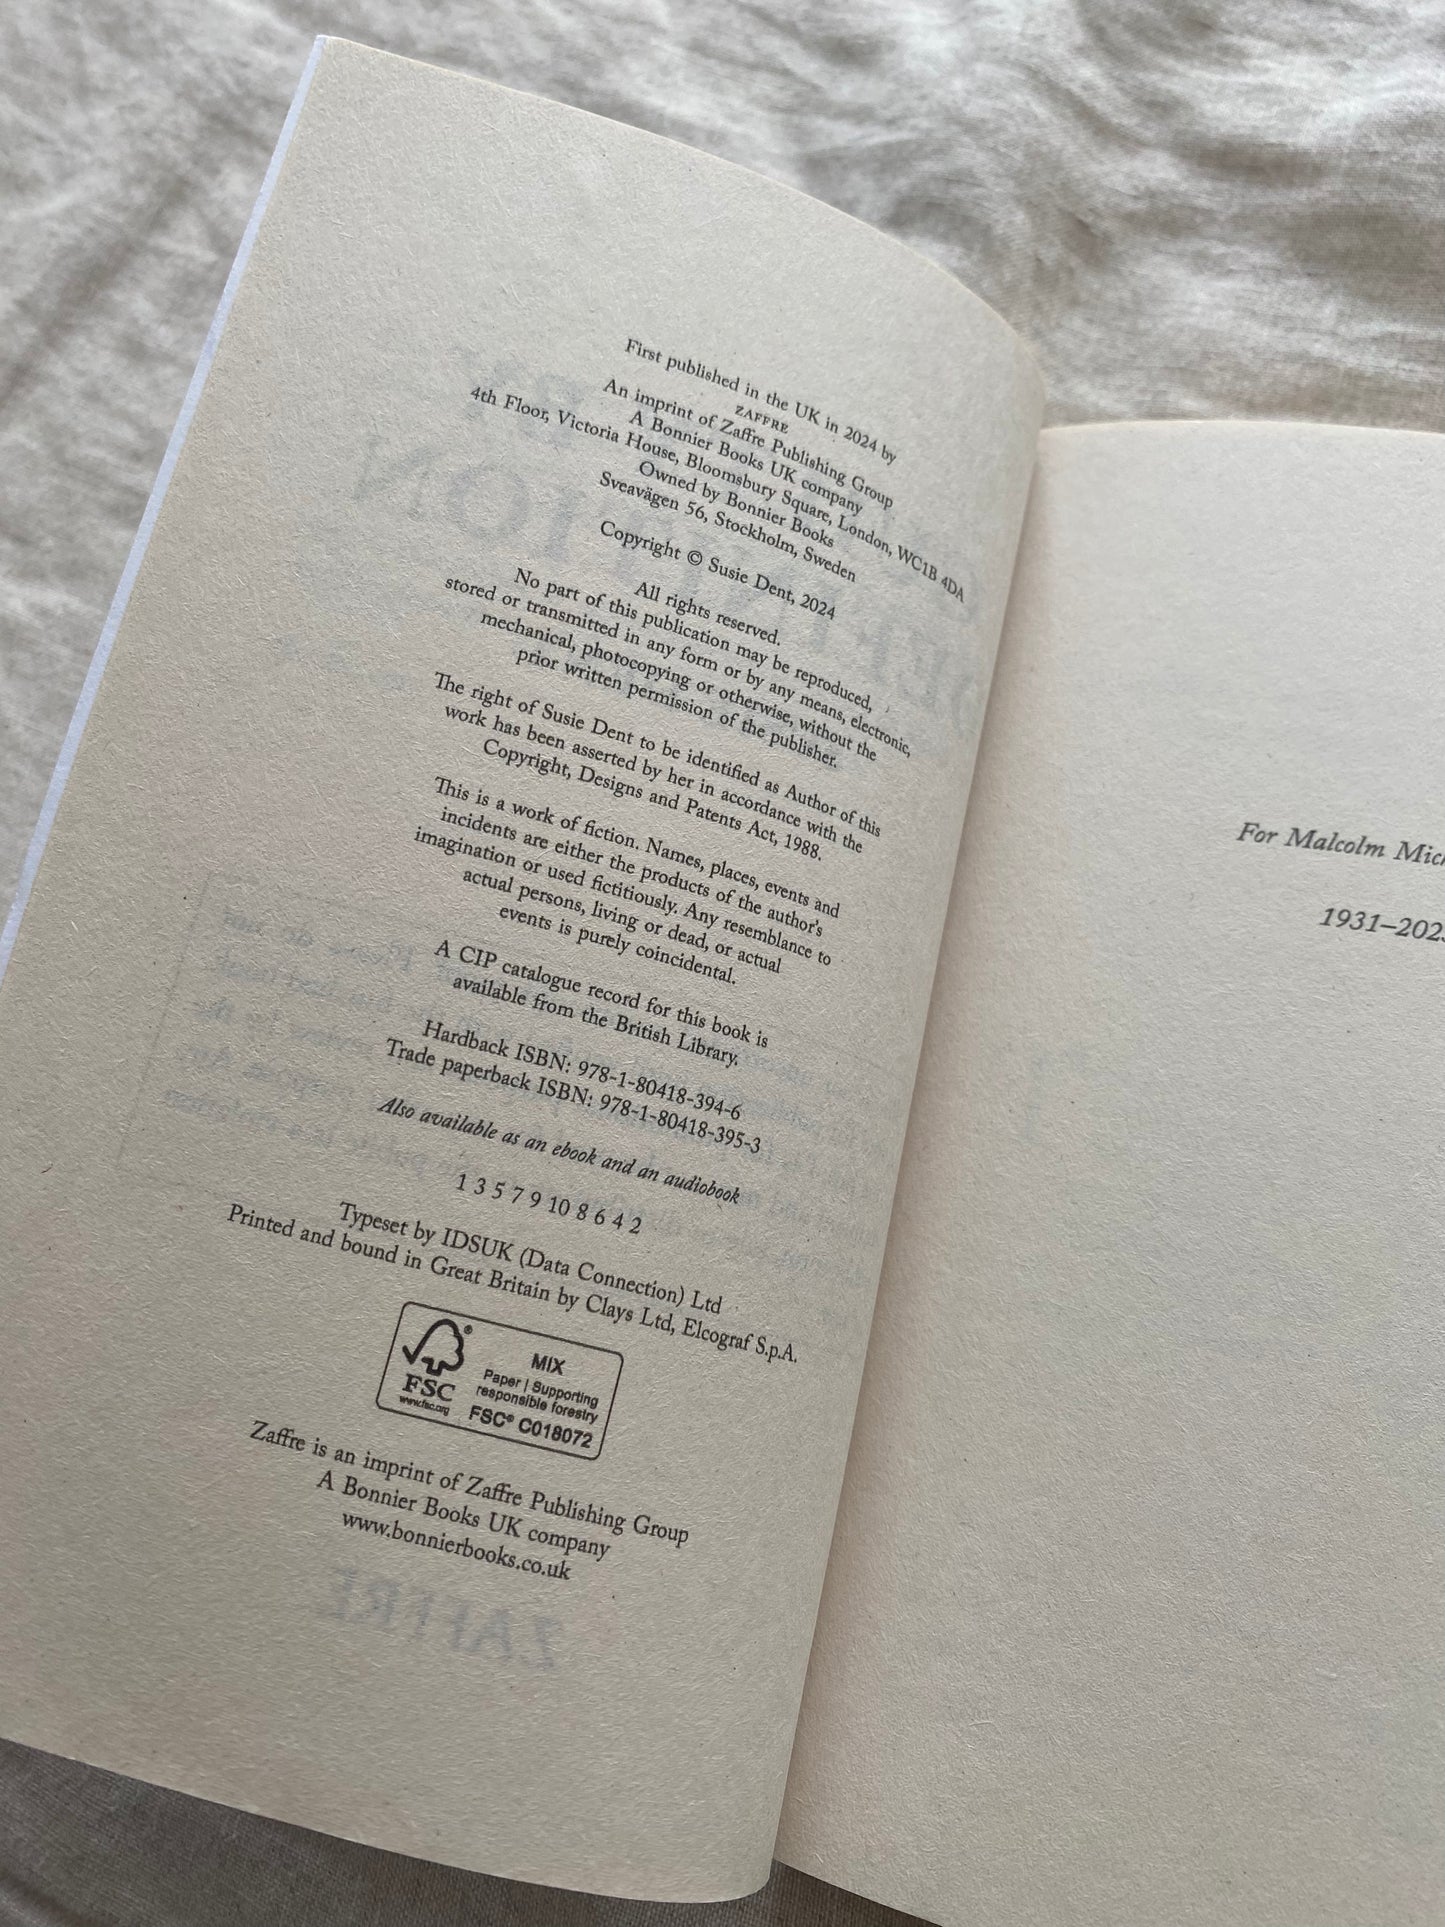 First published in the UK in 2024 by
ZAFFRE
An imprint of Zaffre Publishing Group
A Bonnier Books UK company
4th Floor, Victoria House, Bloomsbury Square, London, WC1B 4DA
Owned by Bonnier Books
Sveavägen 56, Stockholm, Sweden
Copyright © Susie Dent, 2024
All rights reserved.
No part of this publication may be reproduced,
stored or transmitted in any form or by any means, electronic,
mechanical, photocopying or otherwise, without the
prior written permission of the publisher.
The right of Susie Dent to be identified as Author of this
work has been asserted by her in accordance with the
Copyright, Designs and Patents Act, 1988.
This is a work of fiction. Names, places, events and
incidents are either the products of the author's
imagination or used fictitiously. Any resemblance to
actual persons, living or dead, or actual
events is purely coincidental.
A CIP catalogue record for this book is
available from the British Library.
Hardback ISBN: 978-1-80418-394-6
Trade paperback ISBN: 978-1-80418-395-3
Also available as an ebook and an audiobook
1 3 5 7 9 10 8 6 4 2
Typeset by IDSUK (Data Connection) Ltd
Printed and bound in Great Britain by Clays Ltd, Elcograf S.p.A.
FSC
www.fsc.org
MIX
Paper | Supporting
responsible forestry
FSC® C018072
Zaffre is an imprint of Zaffre Publishing Group
A Bonnier Books UK company
www.bonnierbooks.co.uk
ZAFFRE
For Malcolm
1931–202